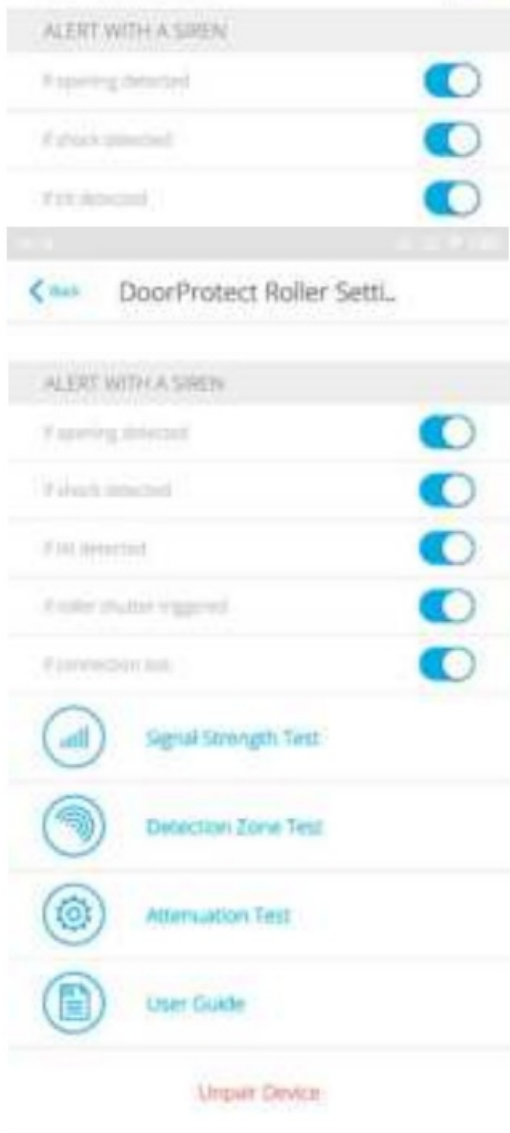 ALERT WITH A SIREN
If opening detected
If shock detected
If tilt detected
Back DoorProtect Roller Setti..
ALERT WITH A SIREN
If opening detected
If shock detected
If tilt detected
If roller shutter triggered
If connection lost
Signal Strength Test
Detection Zone Test
Attenuation Test
User Guide
Unpair Device